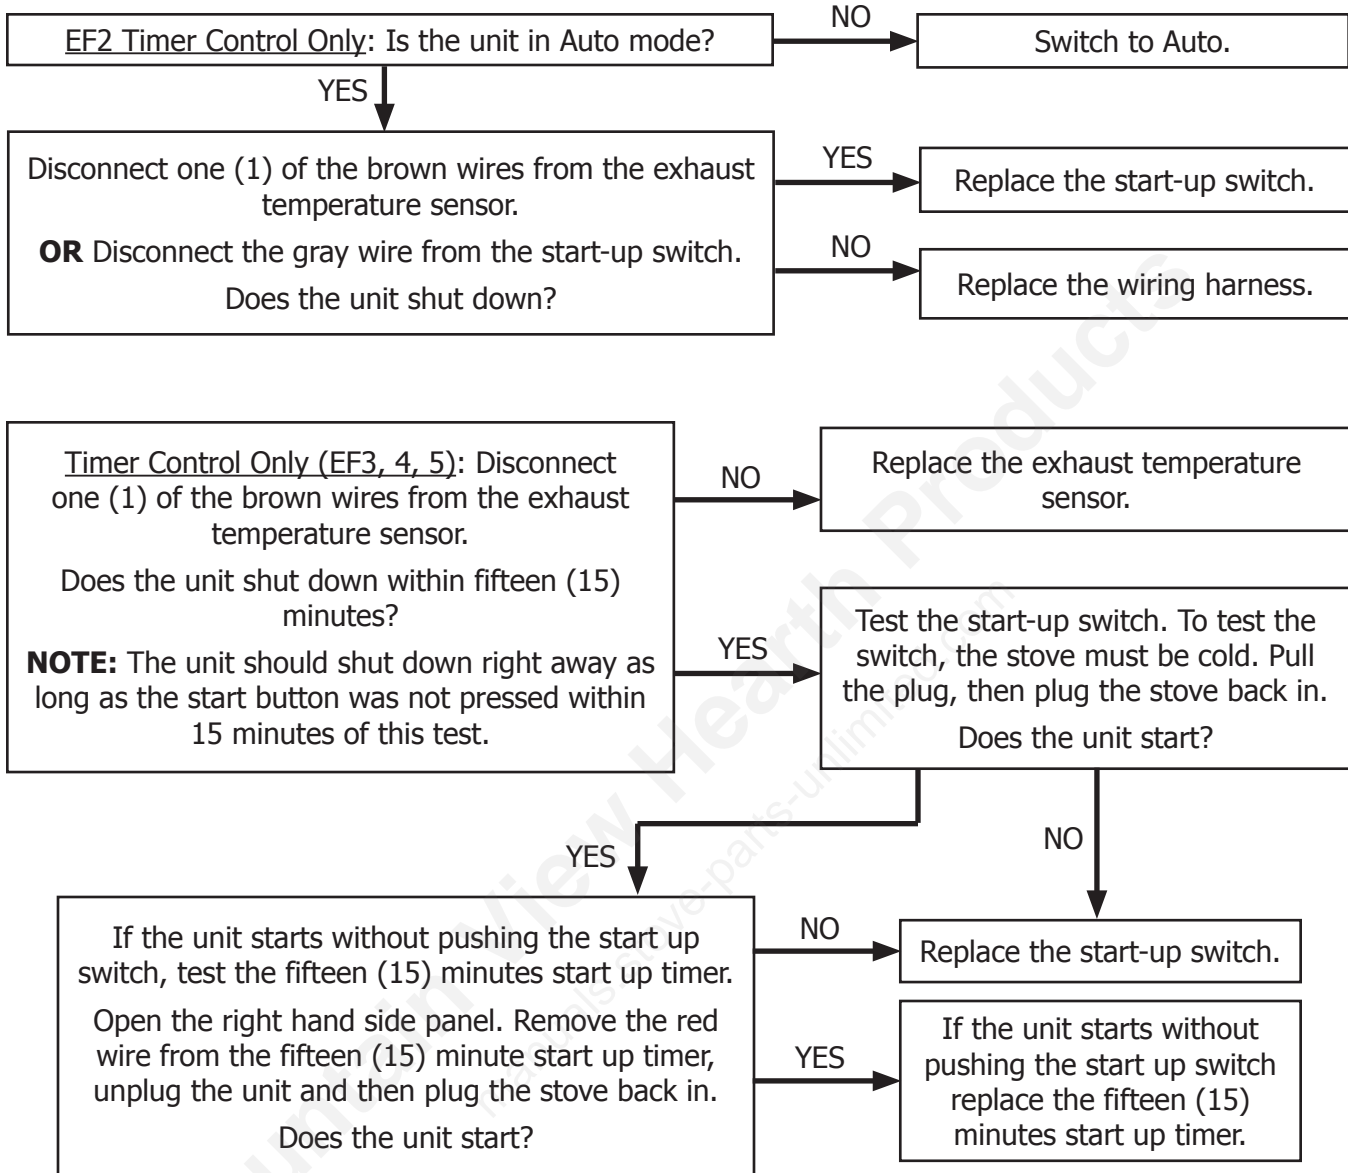 EF2 Timer Control Only: Is the unit in Auto mode?
NO
Switch to Auto.
YES
Disconnect one (1) of the brown wires from the exhaust
temperature sensor.
OR Disconnect the gray wire from the start-up switch.
Does the unit shut down?
YES
Replace the start-up switch.
NO
Replace the wiring harness.
Timer Control Only (EF3, 4, 5): Disconnect
one (1) of the brown wires from the exhaust
temperature sensor.
Does the unit shut down within fifteen (15)
minutes?
NOTE: The unit should shut down right away as
long as the start button was not pressed within
15 minutes of this test.
NO
Replace the exhaust temperature
sensor.
YES
Test the start-up switch. To test the
switch, the stove must be cold. Pull
the plug, then plug the stove back in.
Does the unit start?
YES
NO
If the unit starts without pushing the start up
switch, test the fifteen (15) minutes start up timer.
Open the right hand side panel. Remove the red
wire from the fifteen (15) minute start up timer,
unplug the unit and then plug the stove back in.
Does the unit start?
NO
Replace the start-up switch.
YES
If the unit starts without
pushing the start up switch
replace the fifteen (15)
minutes start up timer.
View Hearth Products
manuals.stove-parts-unlimited.com